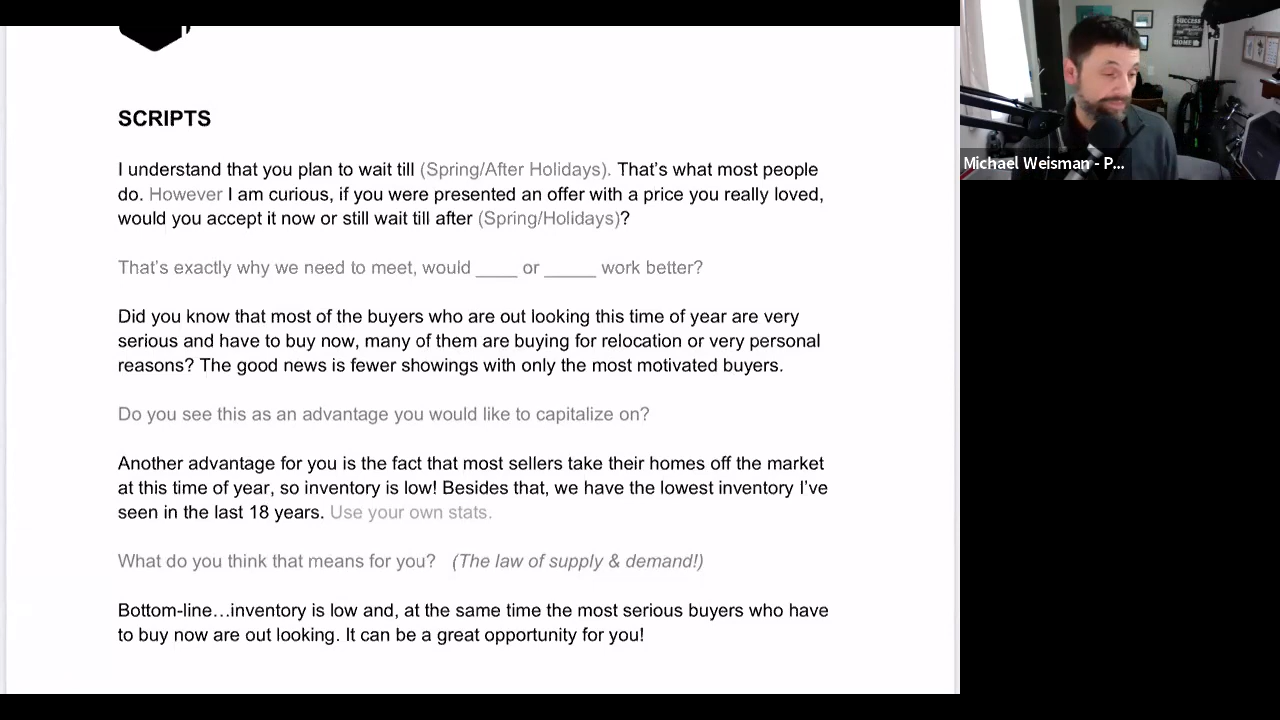 SCRIPTS
I understand that you plan to wait till (Spring/After Holidays). That's what most people
do. However I am curious, if you were presented an offer with a price you really loved,
would you accept it now or still wait till after (Spring/Holidays)?
That's exactly why we need to meet, would ____ or _____ work better?
Did you know that most of the buyers who are out looking this time of year are very
serious and have to buy now, many of them are buying for relocation or very personal
reasons? The good news is fewer showings with only the most motivated buyers.
Do you see this as an advantage you would like to capitalize on?
Another advantage for you is the fact that most sellers take their homes off the market
at this time of year, so inventory is low! Besides that, we have the lowest inventory I've
seen in the last 18 years. Use your own stats.
What do you think that means for you? (The law of supply & demand!)
Bottom-line…inventory is low and, at the same time the most serious buyers who have
to buy now are out looking. It can be a great opportunity for you!
SUCCESS
HOME
Michael Weisman - P...